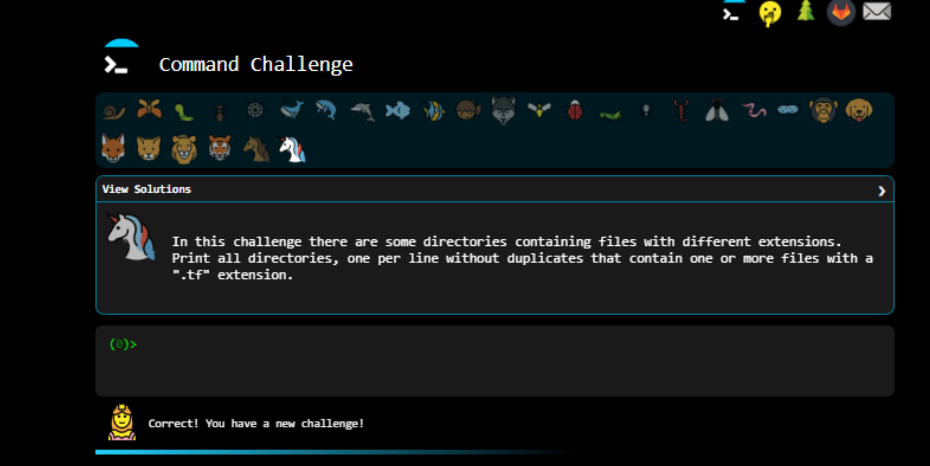 Command Challenge
View Solutions
In this challenge there are some directories containing files with different extensions.
Print all directories, one per line without duplicates that contain one or more files with a
".tf" extension.
(0)>
Correct! You have a new challenge!